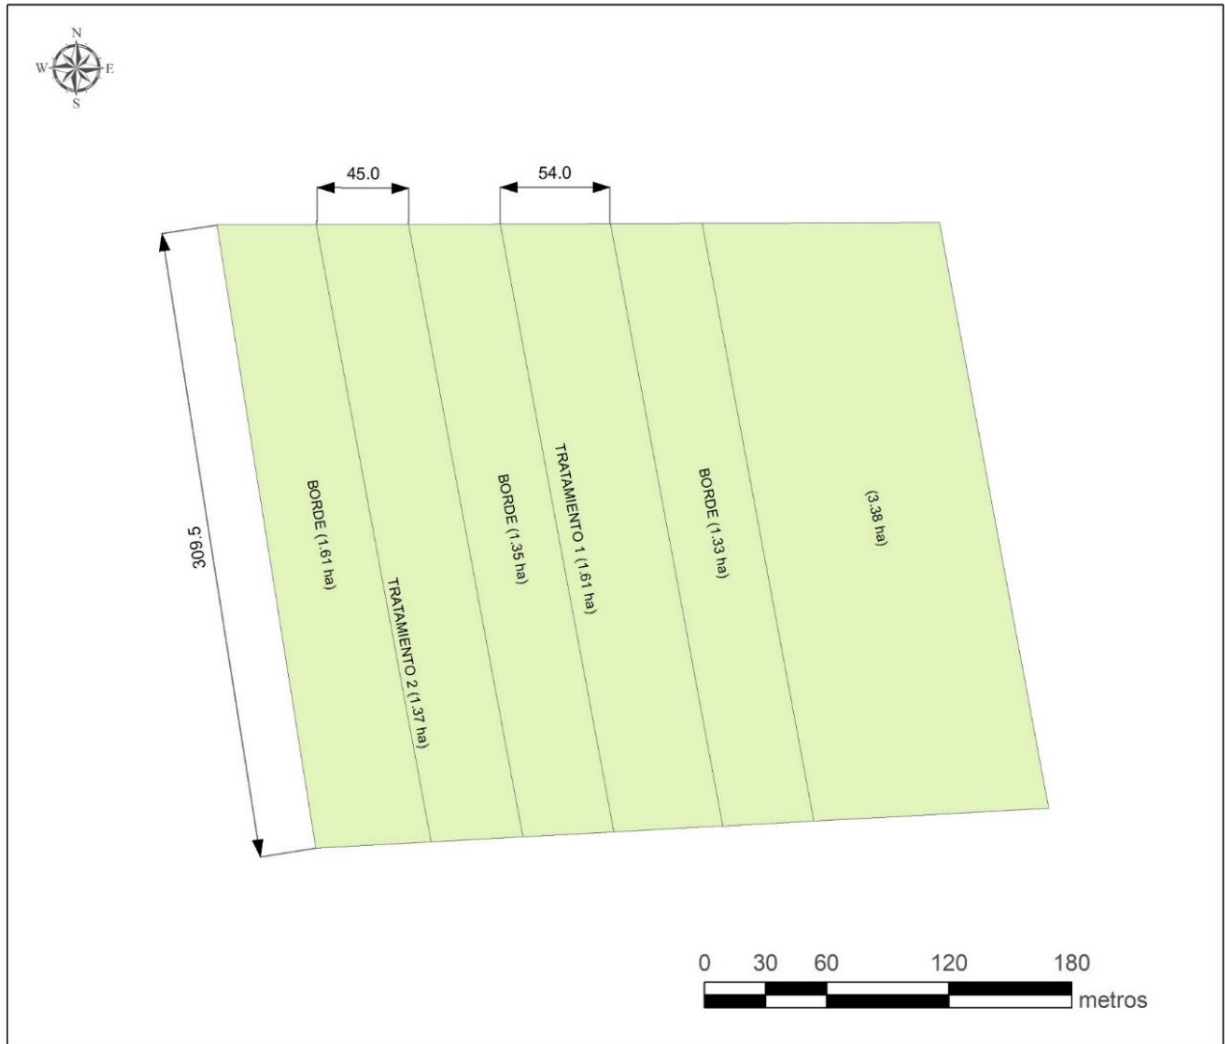 N
W E
S
45.0
54.0
309.5
BORDE (1.61 ha)
TRATAMIENTO 2 (1.37 ha)
BORDE (1.35 ha)
TRATAMIENTO 1 (1.61 ha)
BORDE (1.33 ha)
(3.38 ha)
0 30 60 120 180
metros